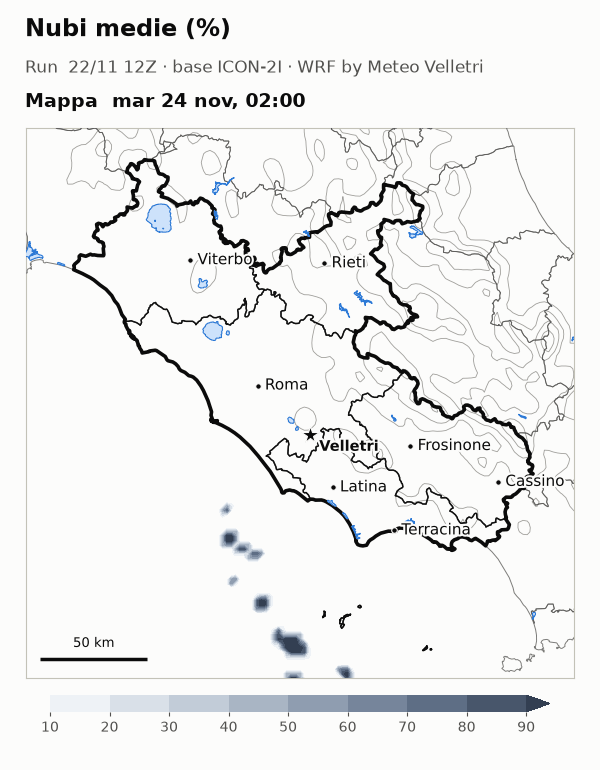 Nubi medie (%)
Run  22/11 12Z · base ICON-2I · WRF by Meteo Velletri
Mappa  mar 24 nov, 02:00
Viterbo
Rieti
Roma
Velletri
Frosinone
Cassino
Latina
Terracina
50 km
10 20 30 40 50 60 70 80 90